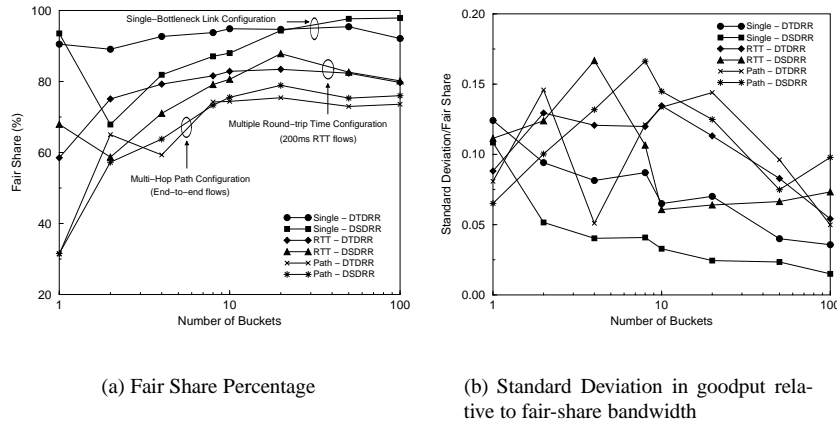 100
80
60
40
20
Fair Share (%)
Single−Bottleneck Link Configuration
Multiple Round−trip Time Configuration
(200ms RTT flows)
Multi−Hop Path Configuration
(End−to−end flows)
Single − DTDRR
Single − DSDRR
RTT − DTDRR
RTT − DSDRR
Path − DTDRR
Path − DSDRR
1 10 100
Number of Buckets
(a) Fair Share Percentage
0.20
0.15
0.10
0.05
0.00
Standard Deviation/Fair Share
Single − DTDRR
Single − DSDRR
RTT − DTDRR
RTT − DSDRR
Path − DTDRR
Path − DSDRR
1 10 100
Number of Buckets
(b) Standard Deviation in goodput rela-
tive to fair-share bandwidth